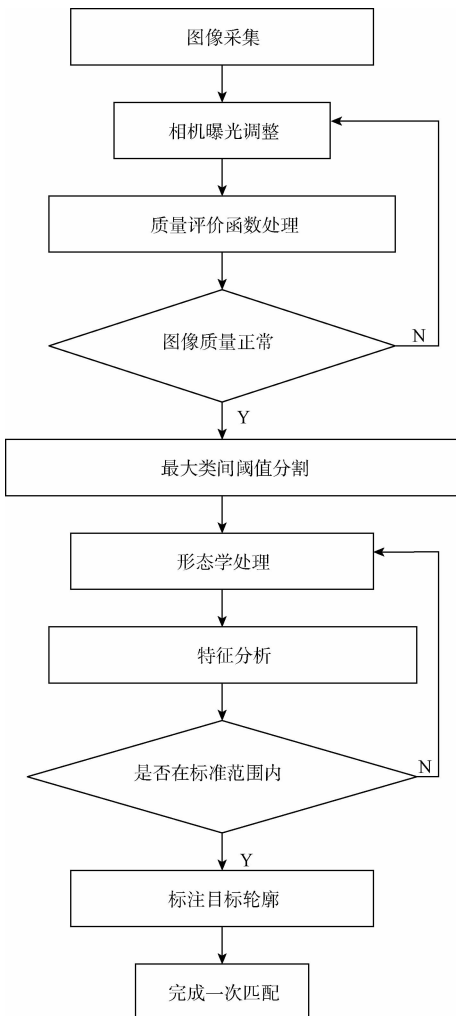 图像采集
相机曝光调整
质量评价函数处理
图像质量正常
N
Y
最大类间阈值分割
形态学处理
特征分析
是否在标准范围内
N
Y
标注目标轮廓
完成一次匹配